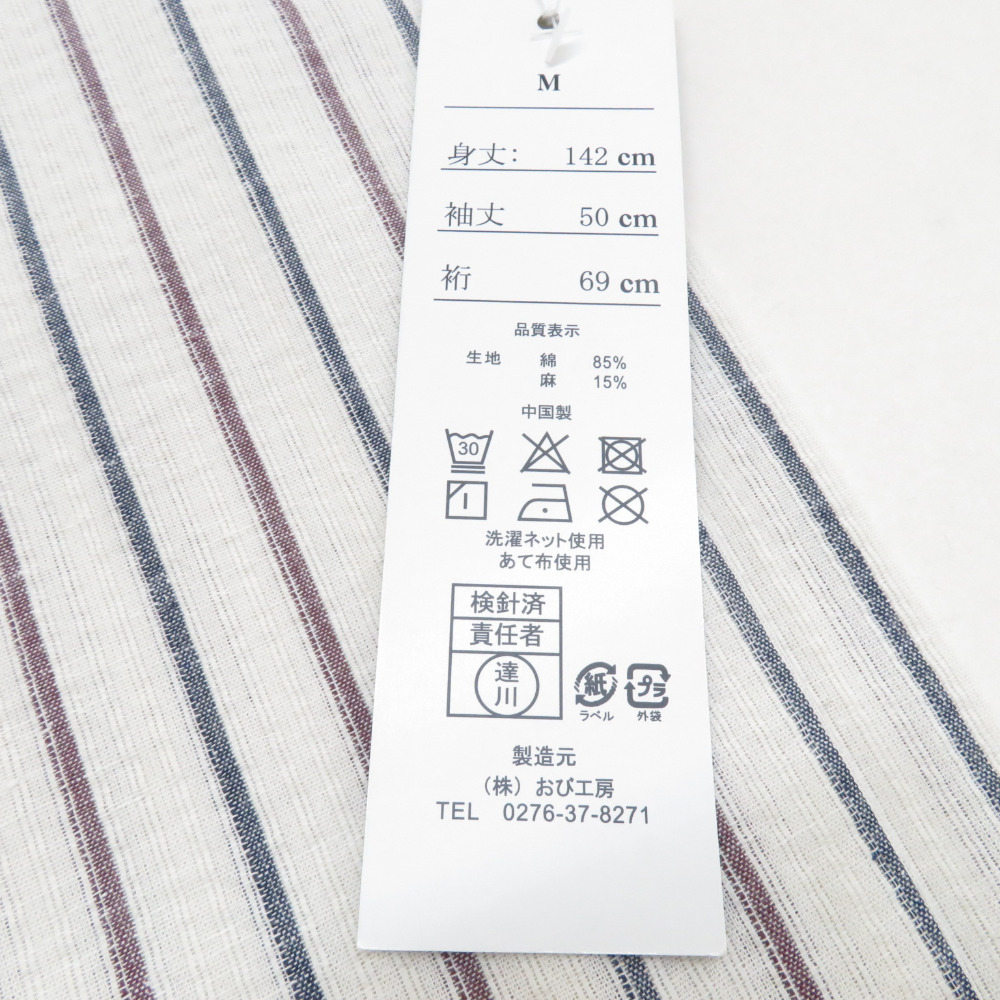 M
身丈： 142 cm
袖丈 50 cm
裄 69 cm
品質表示
生地 綿 85%
麻 15%
中国製
30
洗濯ネット使用
あて布使用
検針済
責任者
達川
紙 プラ
ラベル 外袋
製造元
（株）おび工房
TEL 0276-37-8271